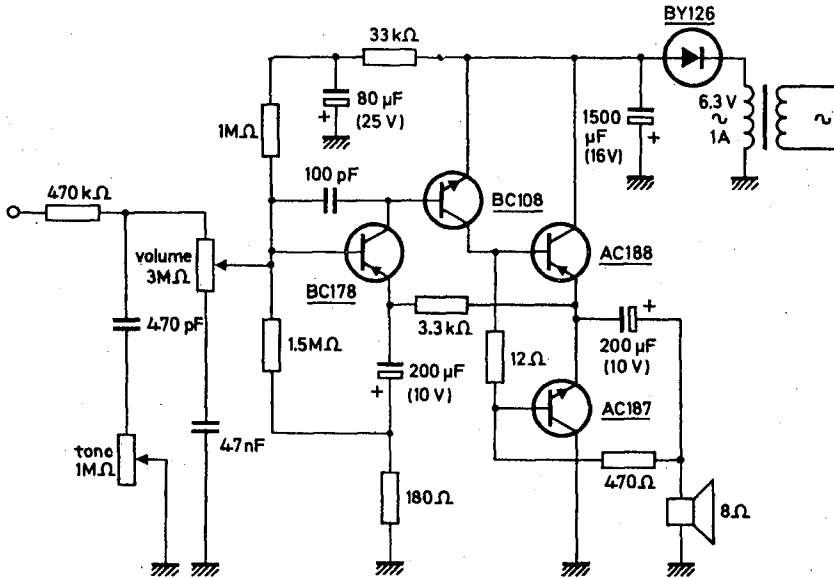 BY126
33 kΩ
80 µF
(25 V)
+
1MΩ
1500
µF
(16V)
+
6.3 V
~
1A
~
100 pF
BC108
470 kΩ
volume
3MΩ
BC178
AC188
470 pF
1.5MΩ
3.3 kΩ
+
200 µF
(10 V)
+
200 µF
(10 V)
12Ω
AC187
tone
1MΩ
47nF
180Ω
470Ω
8Ω